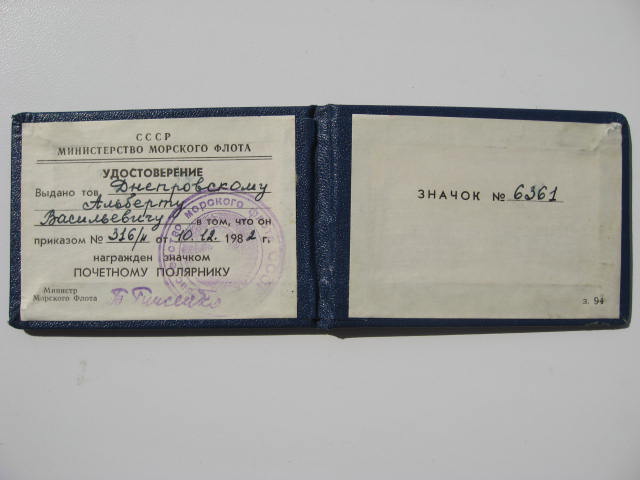 СССР
МИНИСТЕРСТВО МОРСКОГО ФЛОТА
УДОСТОВЕРЕНИЕ
Выдано тов. Днепровскому
Альберту
Васильевичу в том, что он
приказом № 316/н от 10.12. 1982 г.
награжден значком
ПОЧЕТНОМУ ПОЛЯРНИКУ
Министр
Морского Флота
ЗНАЧОК № 6361
з. 94